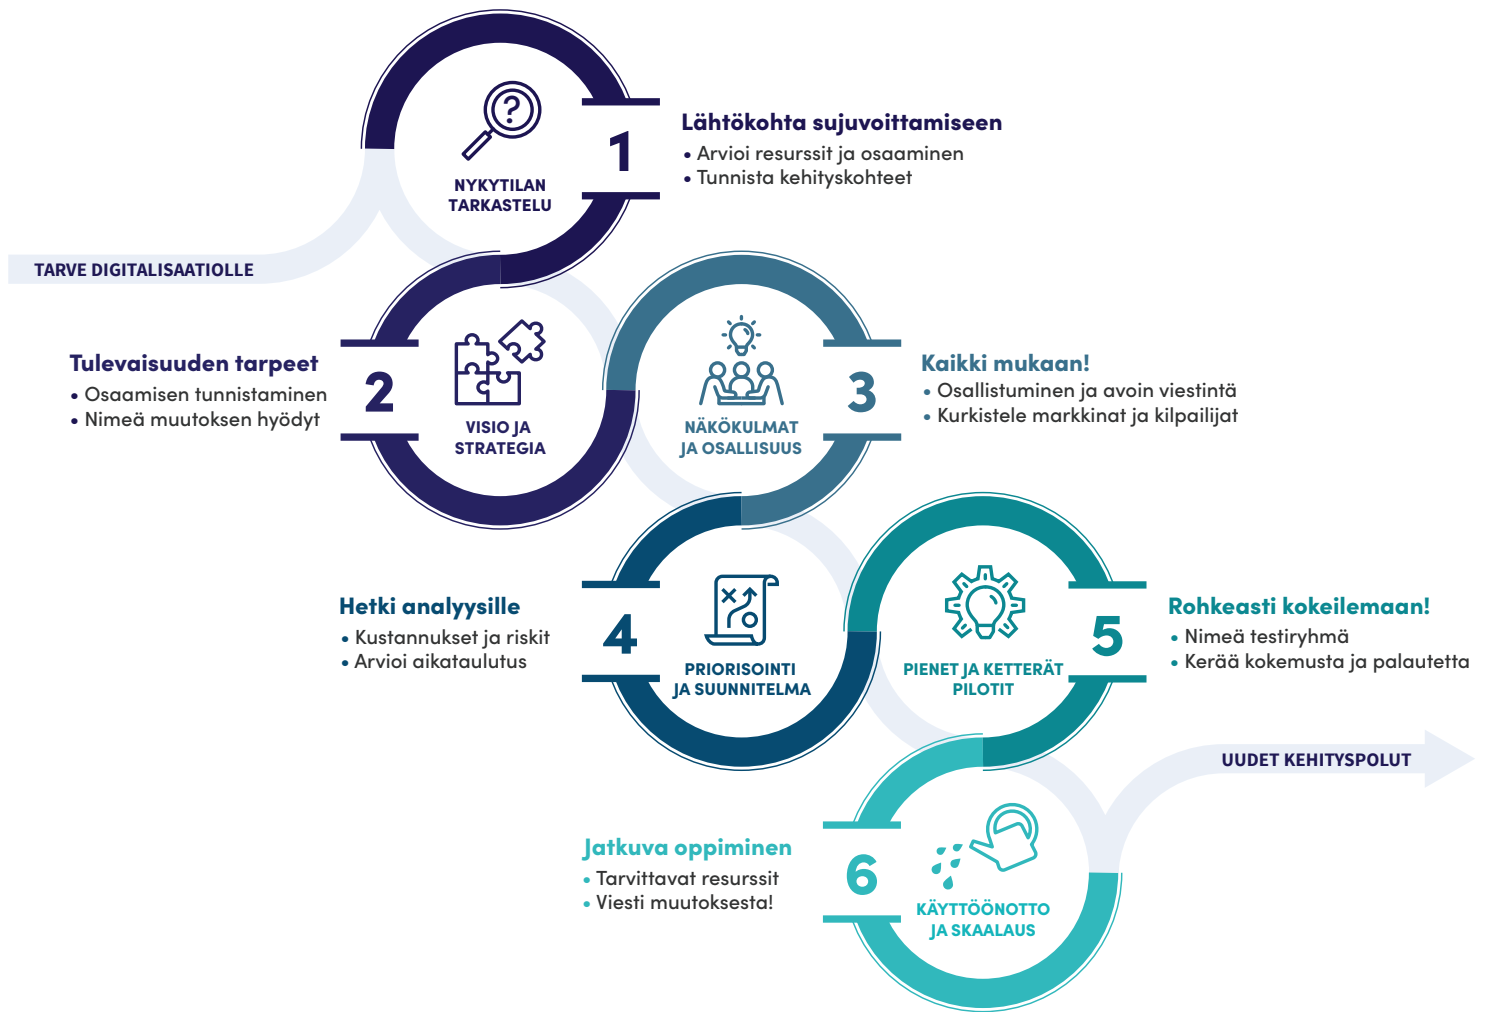 ?
1
NYKYTILAN
TARKASTELU
Lähtökohta sujuvoittamiseen
• Arvioi resurssit ja osaaminen
• Tunnista kehityskohteet
TARVE DIGITALISAATIOLLE
Tulevaisuuden tarpeet
• Osaamisen tunnistaminen
• Nimeä muutoksen hyödyt
2
VISIO JA
STRATEGIA
3
NÄKÖKULMAT
JA OSALLISUUS
Kaikki mukaan!
• Osallistuminen ja avoin viestintä
• Kurkistele markkinat ja kilpailijat
Hetki analyysille
• Kustannukset ja riskit
• Arvioi aikataulutus
4
PRIORISOINTI
JA SUUNNITELMA
5
PIENET JA KETTERÄT
PILOTIT
Rohkeasti kokeilemaan!
• Nimeä testiryhmä
• Kerää kokemusta ja palautetta
UUDET KEHITYSPOLUT
Jatkuva oppiminen
• Tarvittavat resurssit
• Viesti muutoksesta!
6
KÄYTTÖÖNOTTO
JA SKAALAUS